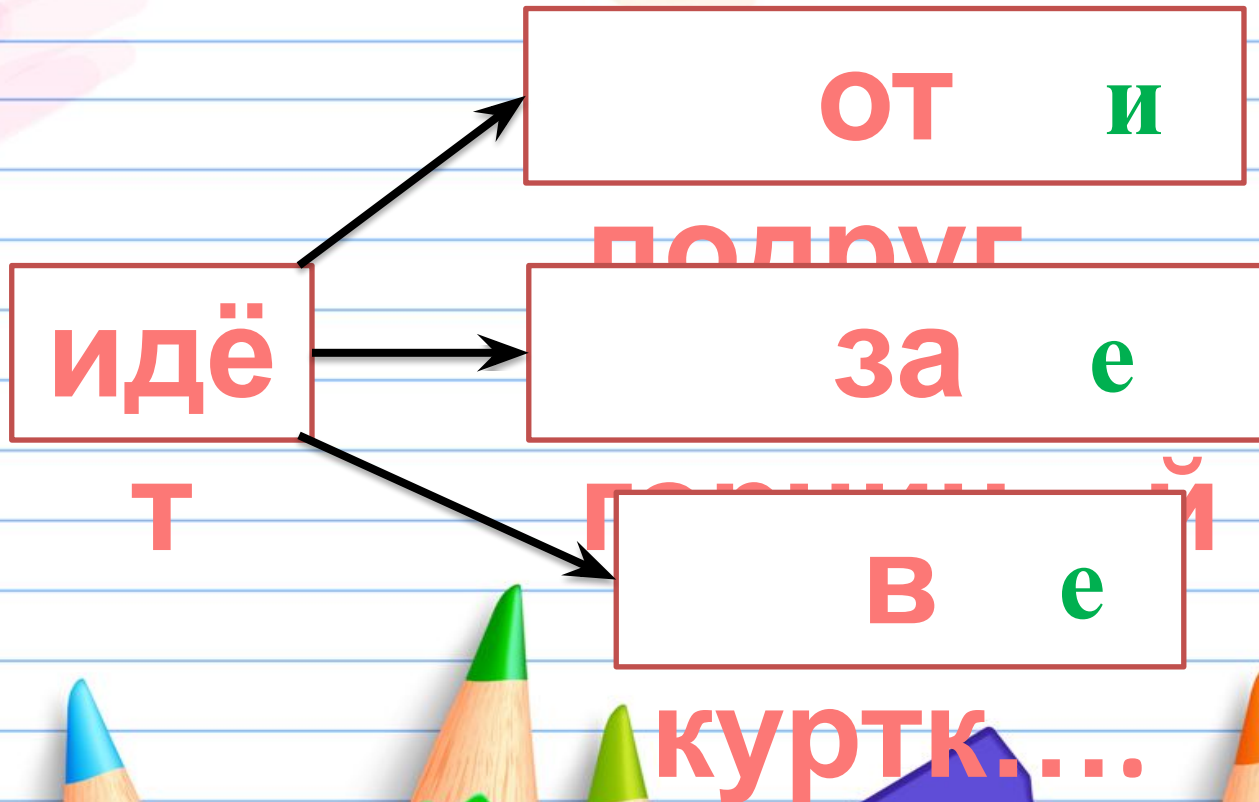 от и
подруг
идё
т
за е
й
в е
куртк....